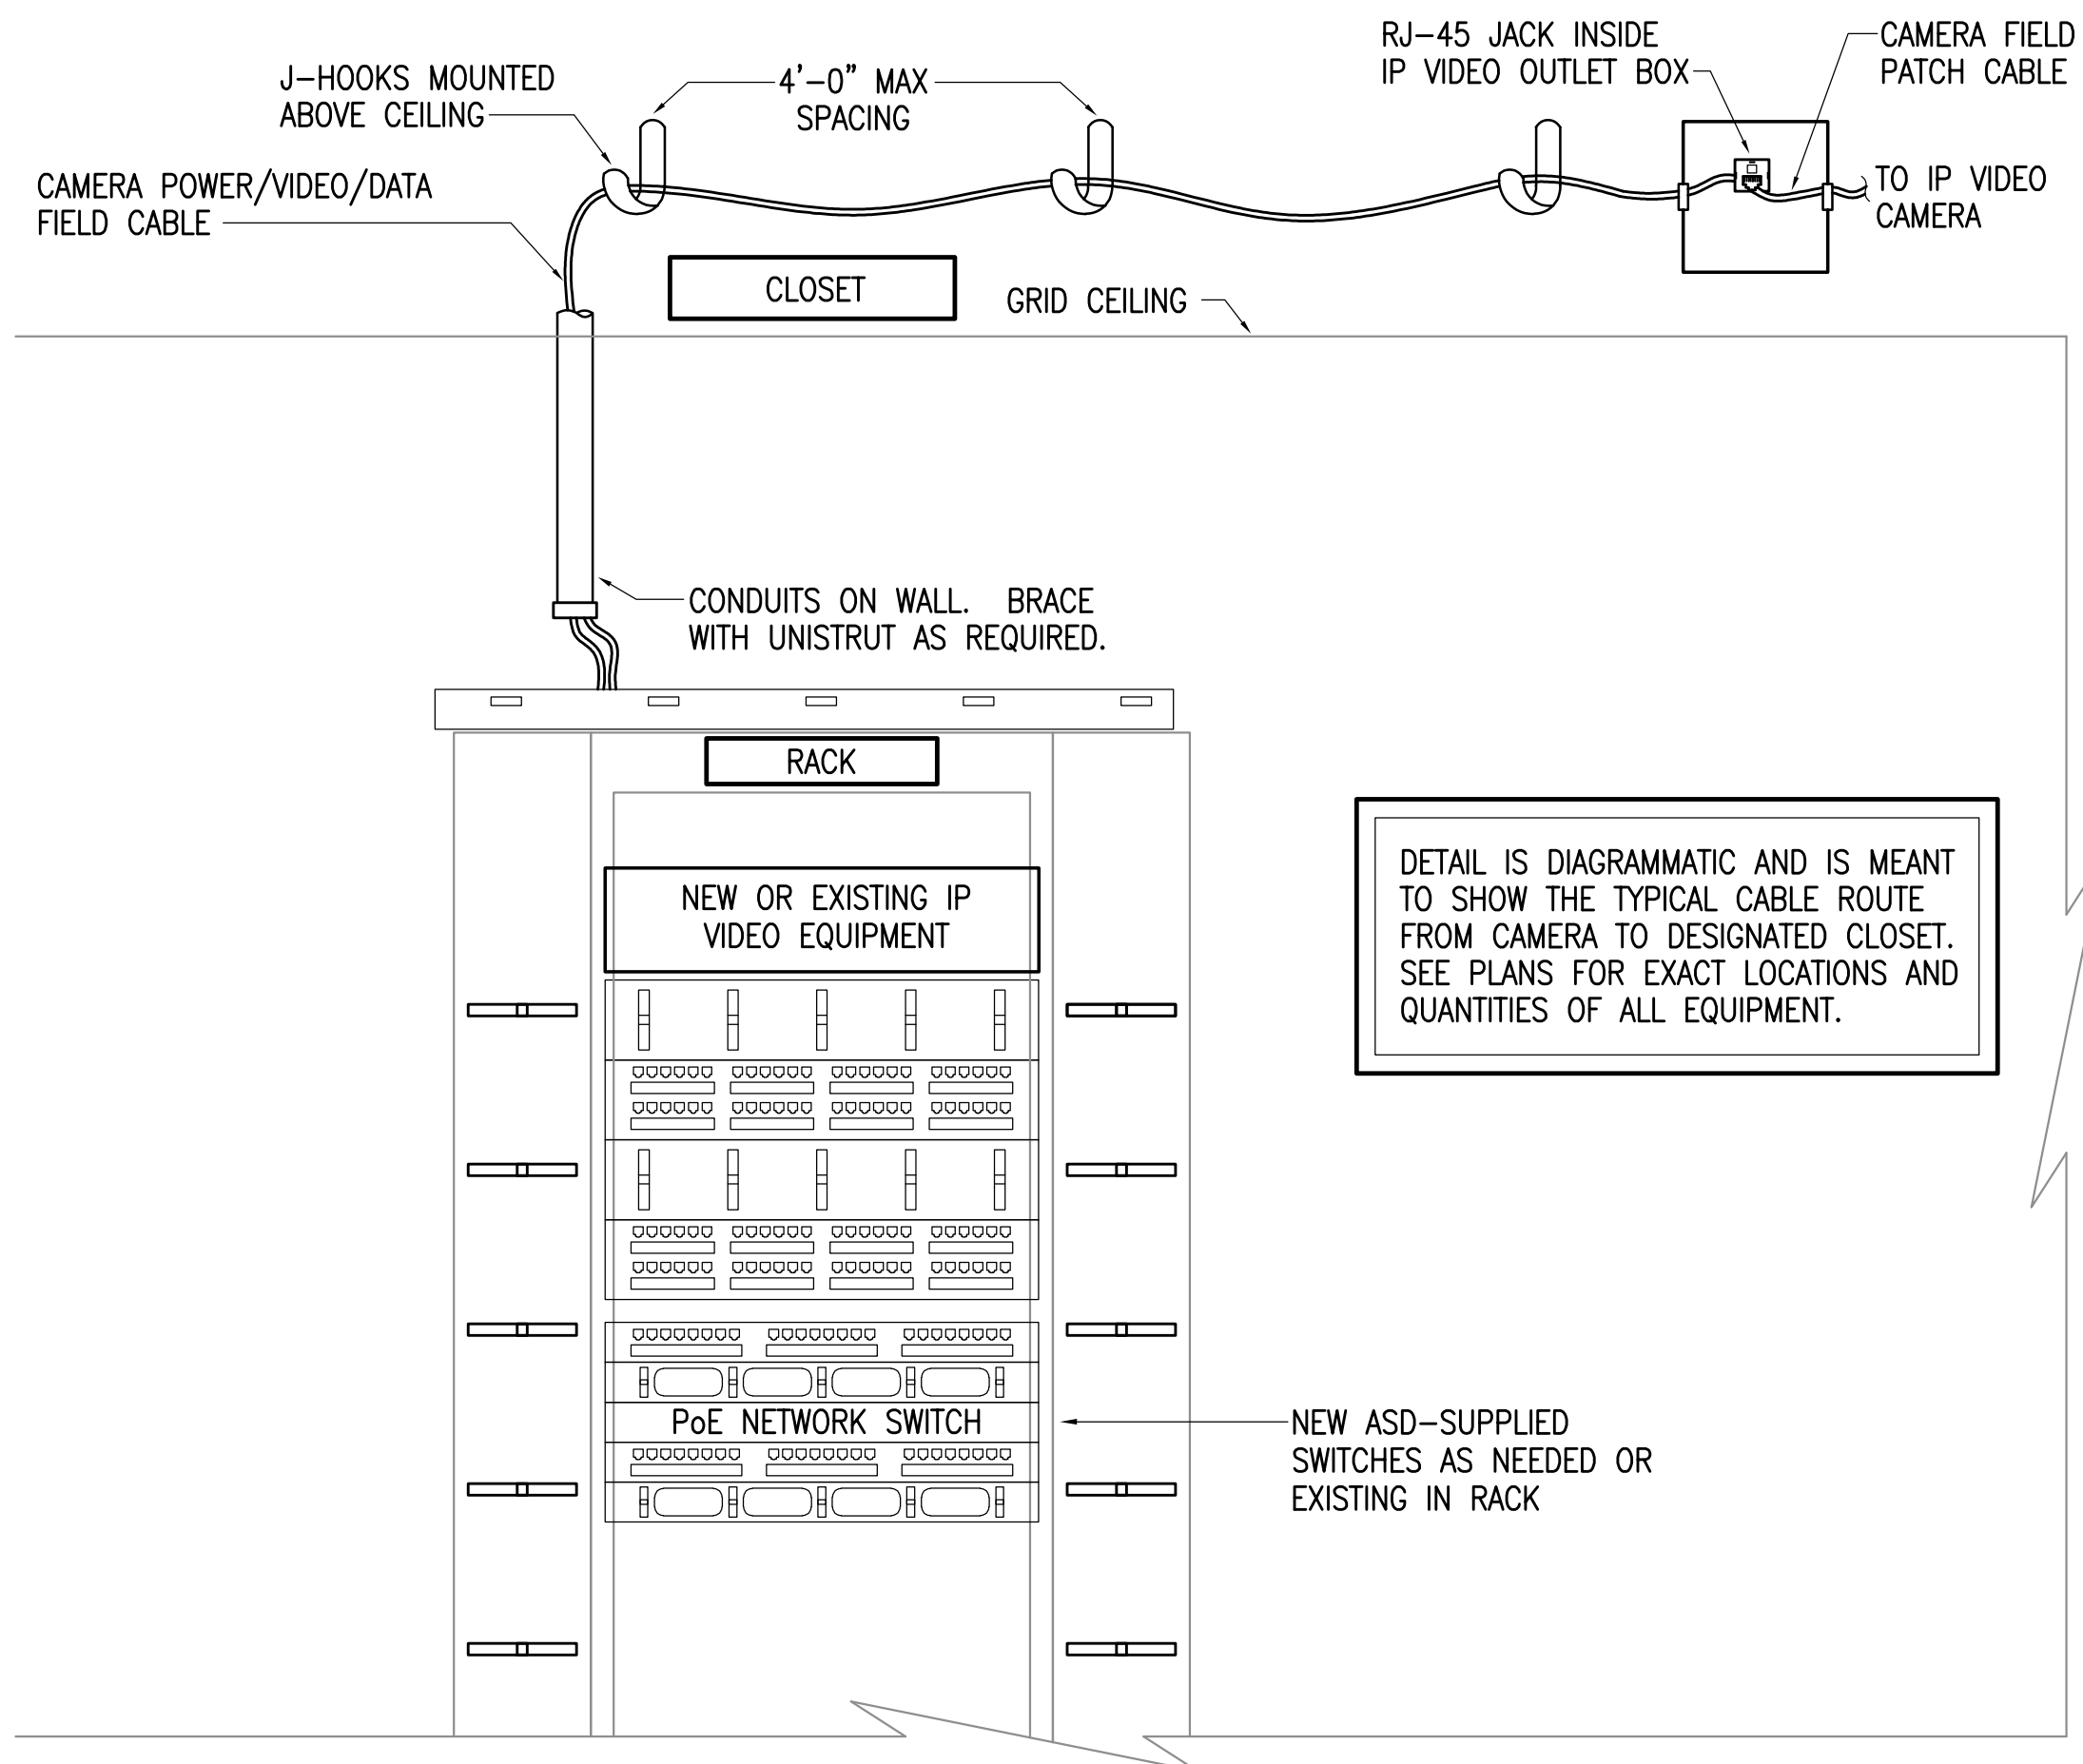 RJ-45 JACK INSIDE
IP VIDEO OUTLET BOX
CAMERA FIELD
PATCH CABLE
J-HOOKS MOUNTED
ABOVE CEILING
4'-0" MAX
SPACING
CAMERA POWER/VIDEO/DATA
FIELD CABLE
TO IP VIDEO
CAMERA
CLOSET
GRID CEILING
CONDUITS ON WALL. BRACE
WITH UNISTRUT AS REQUIRED.
RACK
NEW OR EXISTING IP
VIDEO EQUIPMENT
DETAIL IS DIAGRAMMATIC AND IS MEANT
TO SHOW THE TYPICAL CABLE ROUTE
FROM CAMERA TO DESIGNATED CLOSET.
SEE PLANS FOR EXACT LOCATIONS AND
QUANTITIES OF ALL EQUIPMENT.
PoE NETWORK SWITCH
NEW ASD-SUPPLIED
SWITCHES AS NEEDED OR
EXISTING IN RACK